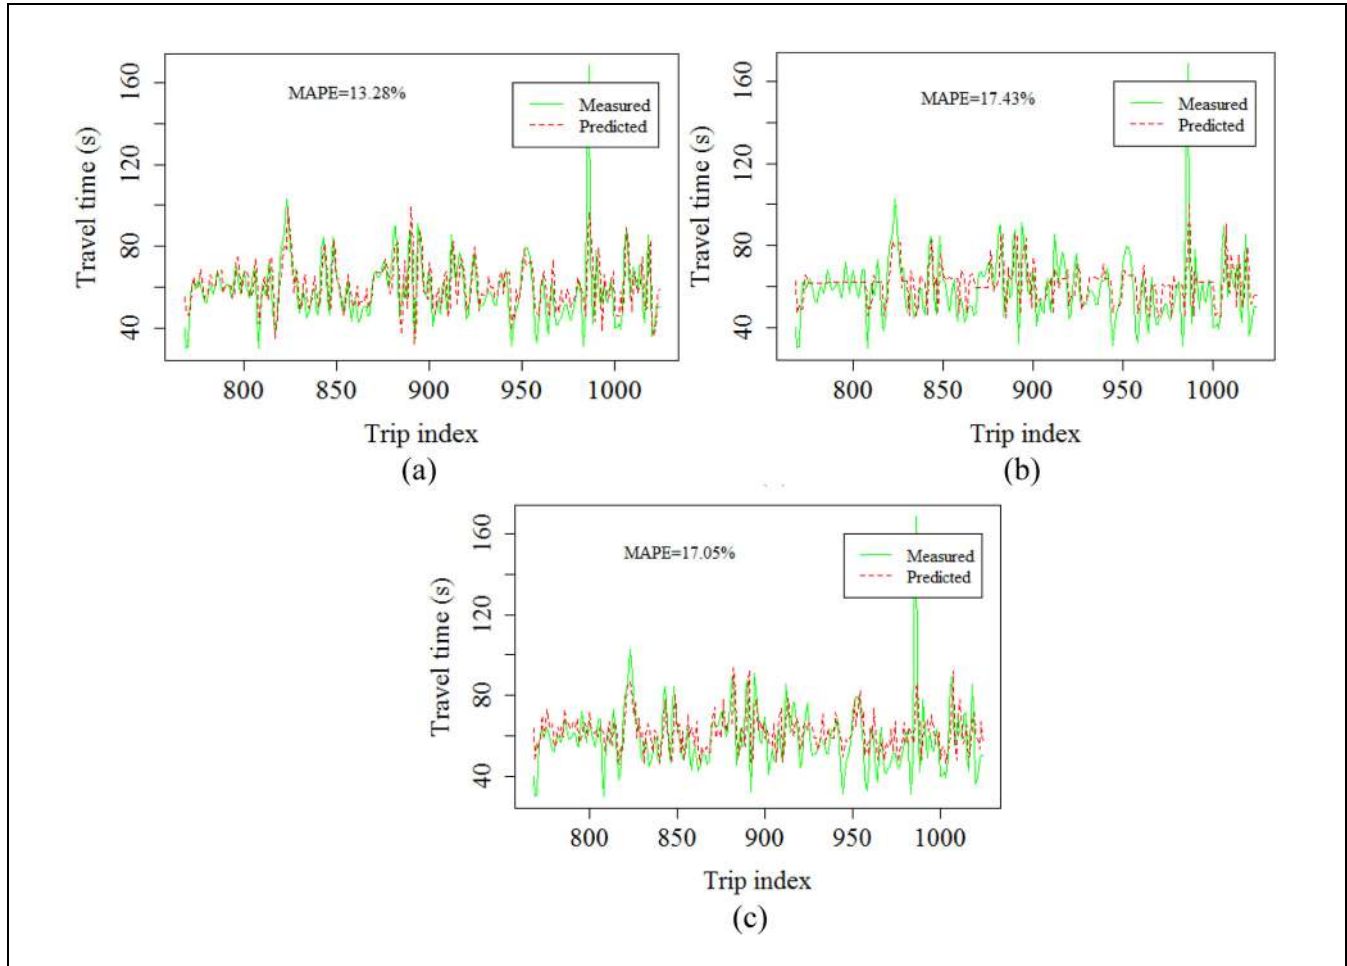 MAPE=13.28%
Measured
Predicted
Travel time (s)
40 80 120 160
800 850 900 950 1000
Trip index
(a)
MAPE=17.43%
Measured
Predicted
Travel time (s)
40 80 120 160
800 850 900 950 1000
Trip index
(b)
MAPE=17.05%
Measured
Predicted
Travel time (s)
40 80 120 160
800 850 900 950 1000
Trip index
(c)